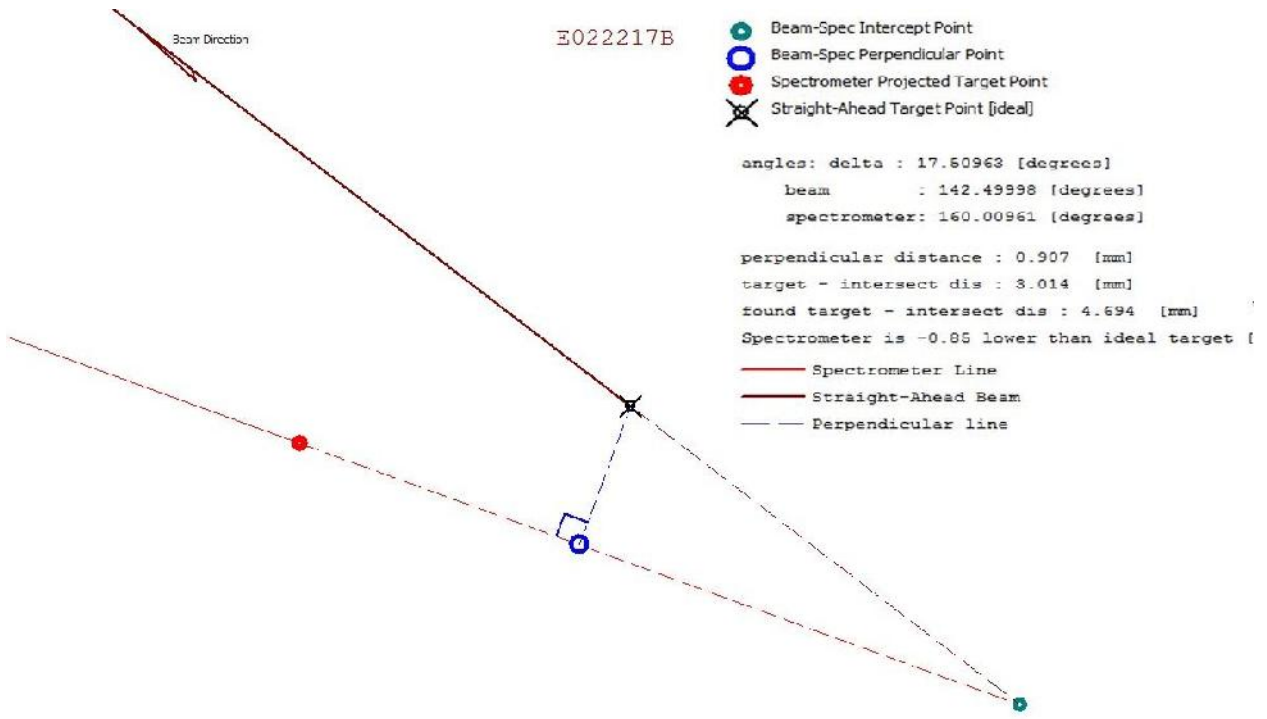 Beam Direction
E022217B
Beam-Spec Intercept Point
Beam-Spec Perpendicular Point
Spectrometer Projected Target Point
Straight-Ahead Target Point [ideal]
angles: delta : 17.50963 [degrees]
beam : 142.49998 [degrees]
spectrometer: 160.00961 [degrees]
perpendicular distance : 0.907 [mm]
target - intersect dis : 3.014 [mm]
found target - intersect dis : 4.694 [mm]
Spectrometer is -0.85 lower than ideal target [
Spectrometer Line
Straight-Ahead Beam
Perpendicular line